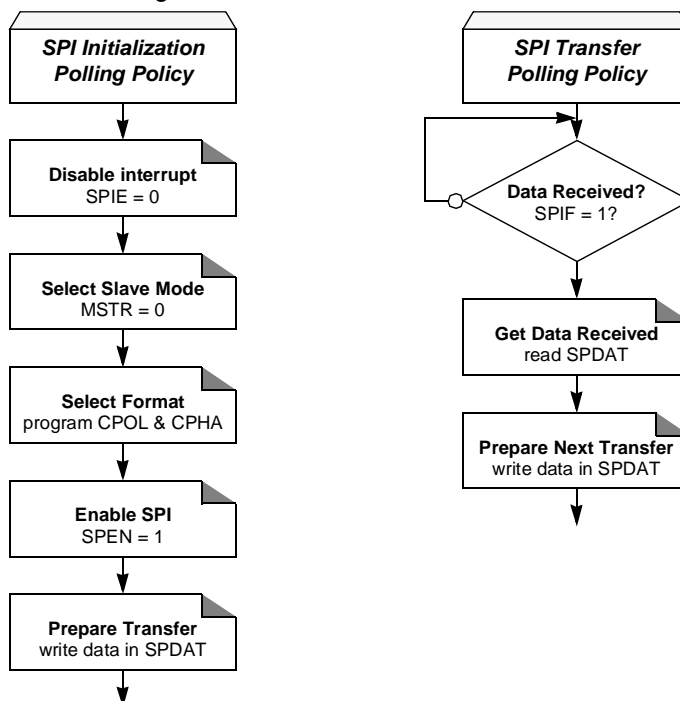 SPI Initialization
Polling Policy
Disable interrupt
SPIE = 0
Select Slave Mode
MSTR = 0
Select Format
program CPOL & CPHA
Enable SPI
SPEN = 1
Prepare Transfer
write data in SPDAT
SPI Transfer
Polling Policy
Data Received?
SPIF = 1?
Get Data Received
read SPDAT
Prepare Next Transfer
write data in SPDAT